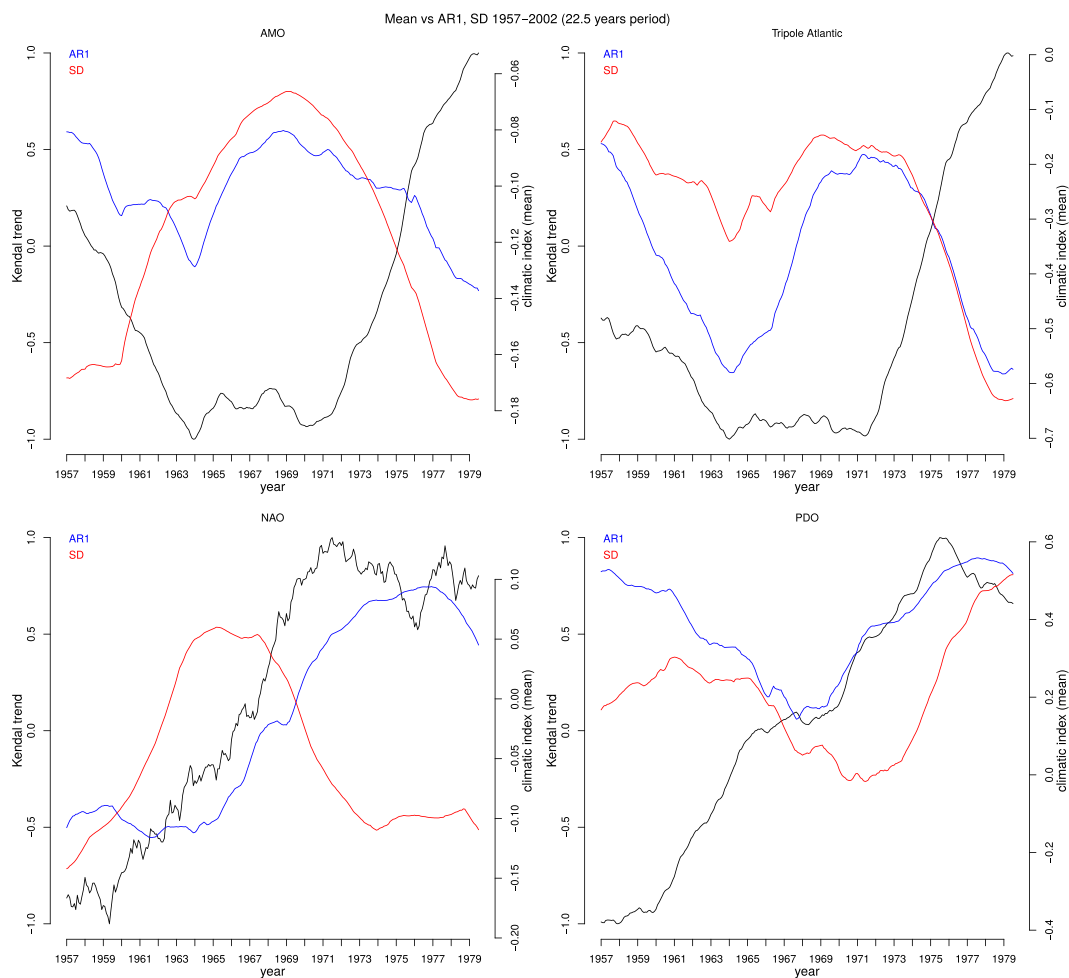 Mean vs AR1, SD 1957−2002 (22.5 years period)
AMO
AR1
SD
1.0
0.5
0.0
−0.5
−1.0
Kendal trend
−0.06
−0.08
−0.10
−0.12
−0.14
−0.16
−0.18
climatic index (mean)
1957 1959 1961 1963 1965 1967 1969 1971 1973 1975 1977 1979
year
Tripole Atlantic
AR1
SD
1.0
0.5
0.0
−0.5
−1.0
Kendal trend
0.0
−0.1
−0.2
−0.3
−0.4
−0.5
−0.6
−0.7
climatic index (mean)
1957 1959 1961 1963 1965 1967 1969 1971 1973 1975 1977 1979
year
NAO
AR1
SD
1.0
0.5
0.0
−0.5
−1.0
Kendal trend
0.10
0.05
0.00
−0.05
−0.10
−0.15
−0.20
climatic index (mean)
1957 1959 1961 1963 1965 1967 1969 1971 1973 1975 1977 1979
year
PDO
AR1
SD
1.0
0.5
0.0
−0.5
−1.0
Kendal trend
0.6
0.4
0.2
0.0
−0.2
−0.4
climatic index (mean)
1957 1959 1961 1963 1965 1967 1969 1971 1973 1975 1977 1979
year